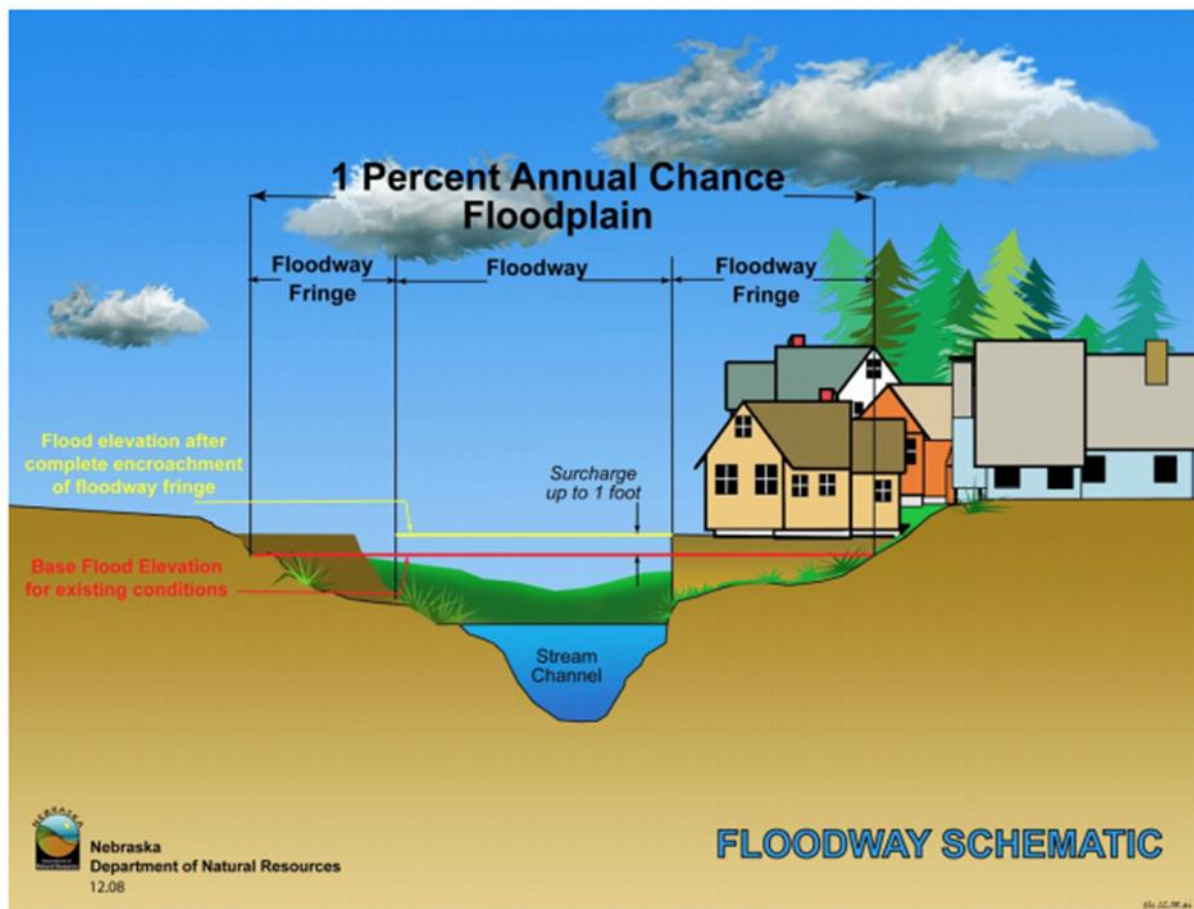 1 Percent Annual Chance
Floodplain
Floodway
Fringe
Floodway
Floodway
Fringe
Flood elevation after
complete encroachment
of floodway fringe
Surcharge
up to 1 foot
Base Flood Elevation
for existing conditions
Stream
Channel
NEBRASKA
Nebraska
Department of Natural Resources
12.08
FLOODWAY SCHEMATIC